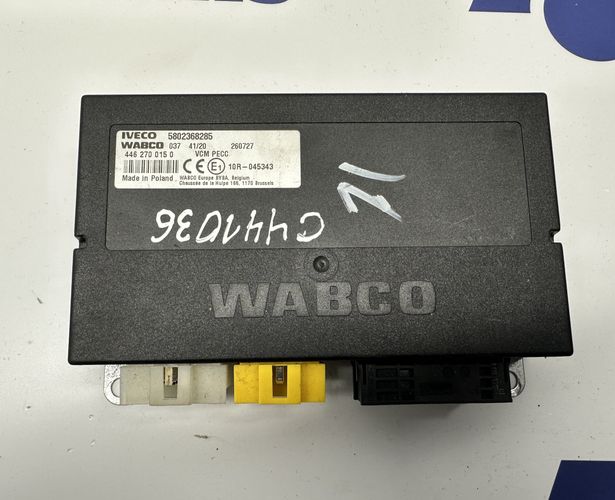 IVECO 5802368285
WABCO 037 41/20 260727
446 270 015 0 VCM PECC
CE E1 10R-045343
Made in Poland WABCO Europe BVBA, Belgium
Chaussée de la Hulpe 166, 1170 Brussels
C441036
WABCO